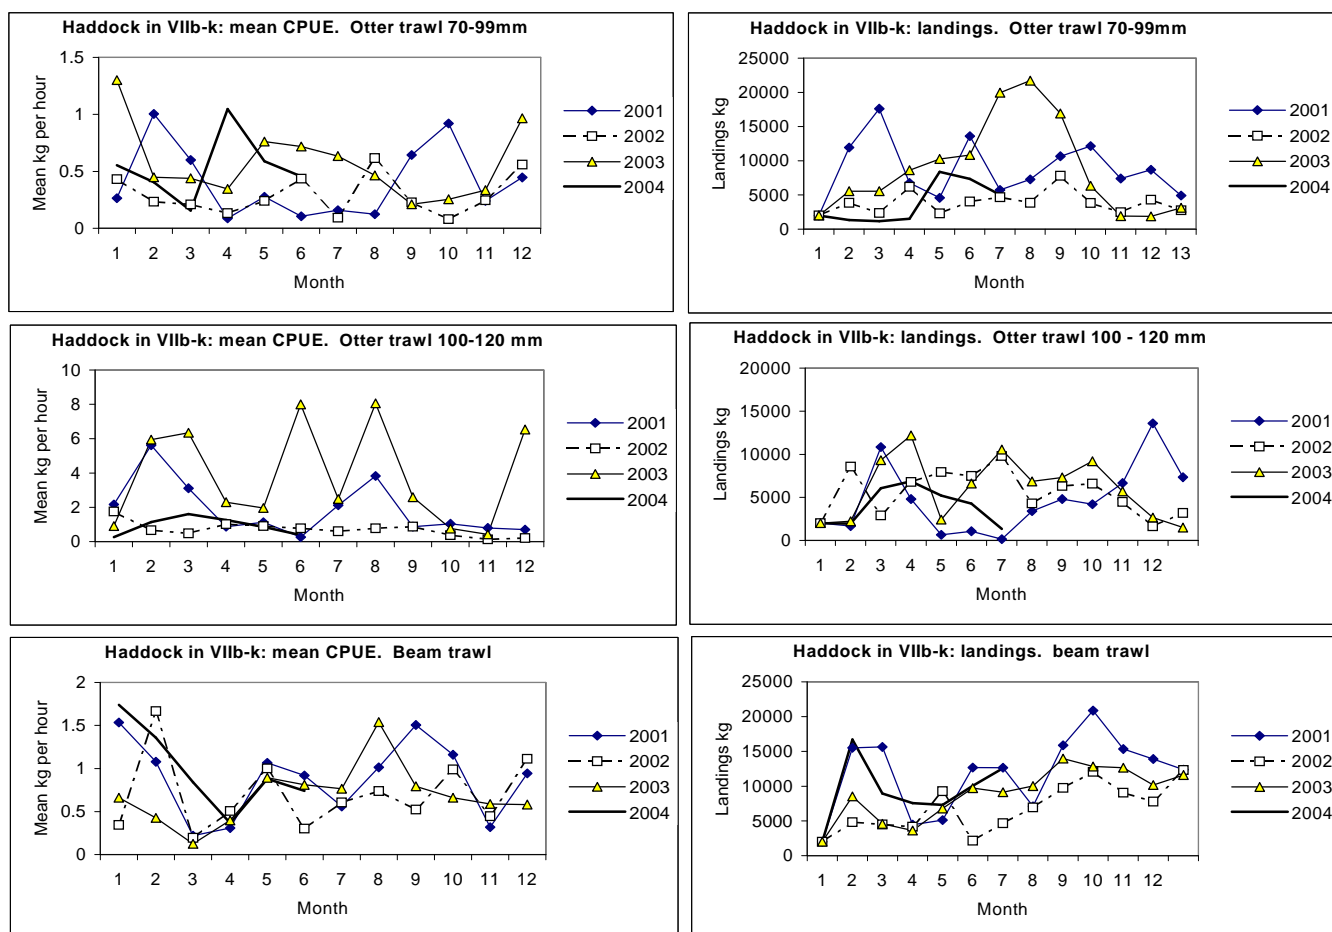 Haddock in VIIb-k: mean CPUE. Otter trawl 70-99mm
Mean kg per hour
1.5
1
0.5
0
1 2 3 4 5 6 7 8 9 10 11 12
Month
2001
2002
2003
2004
Haddock in VIIb-k: landings. Otter trawl 70-99mm
Landings kg
25000
20000
15000
10000
5000
0
1 2 3 4 5 6 7 8 9 10 11 12 13
Month
2001
2002
2003
2004
Haddock in VIIb-k: mean CPUE. Otter trawl 100-120 mm
Mean kg per hour
10
8
6
4
2
0
1 2 3 4 5 6 7 8 9 10 11 12
Month
2001
2002
2003
2004
Haddock in VIIb-k: landings. Otter trawl 100 - 120 mm
Landings kg
20000
15000
10000
5000
0
1 2 3 4 5 6 7 8 9 10 11 12
Month
2001
2002
2003
2004
Haddock in VIIb-k: mean CPUE. Beam trawl
Mean kg per hour
2
1.5
1
0.5
0
1 2 3 4 5 6 7 8 9 10 11 12
Month
2001
2002
2003
2004
Haddock in VIIb-k: landings. beam trawl
Landings kg
25000
20000
15000
10000
5000
0
1 2 3 4 5 6 7 8 9 10 11 12
Month
2001
2002
2003
2004